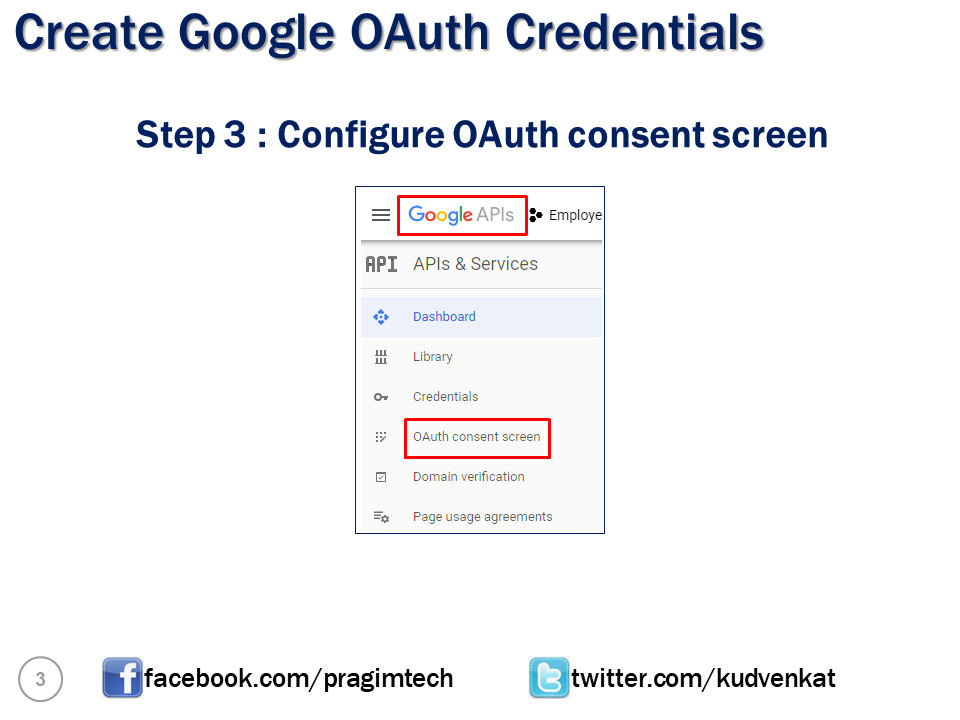 Create Google OAuth Credentials
Step 3 : Configure OAuth consent screen
Google APIs Employe
API APIs & Services
Dashboard
Library
Credentials
OAuth consent screen
Domain verification
Page usage agreements
3 facebook.com/pragimtech twitter.com/kudvenkat